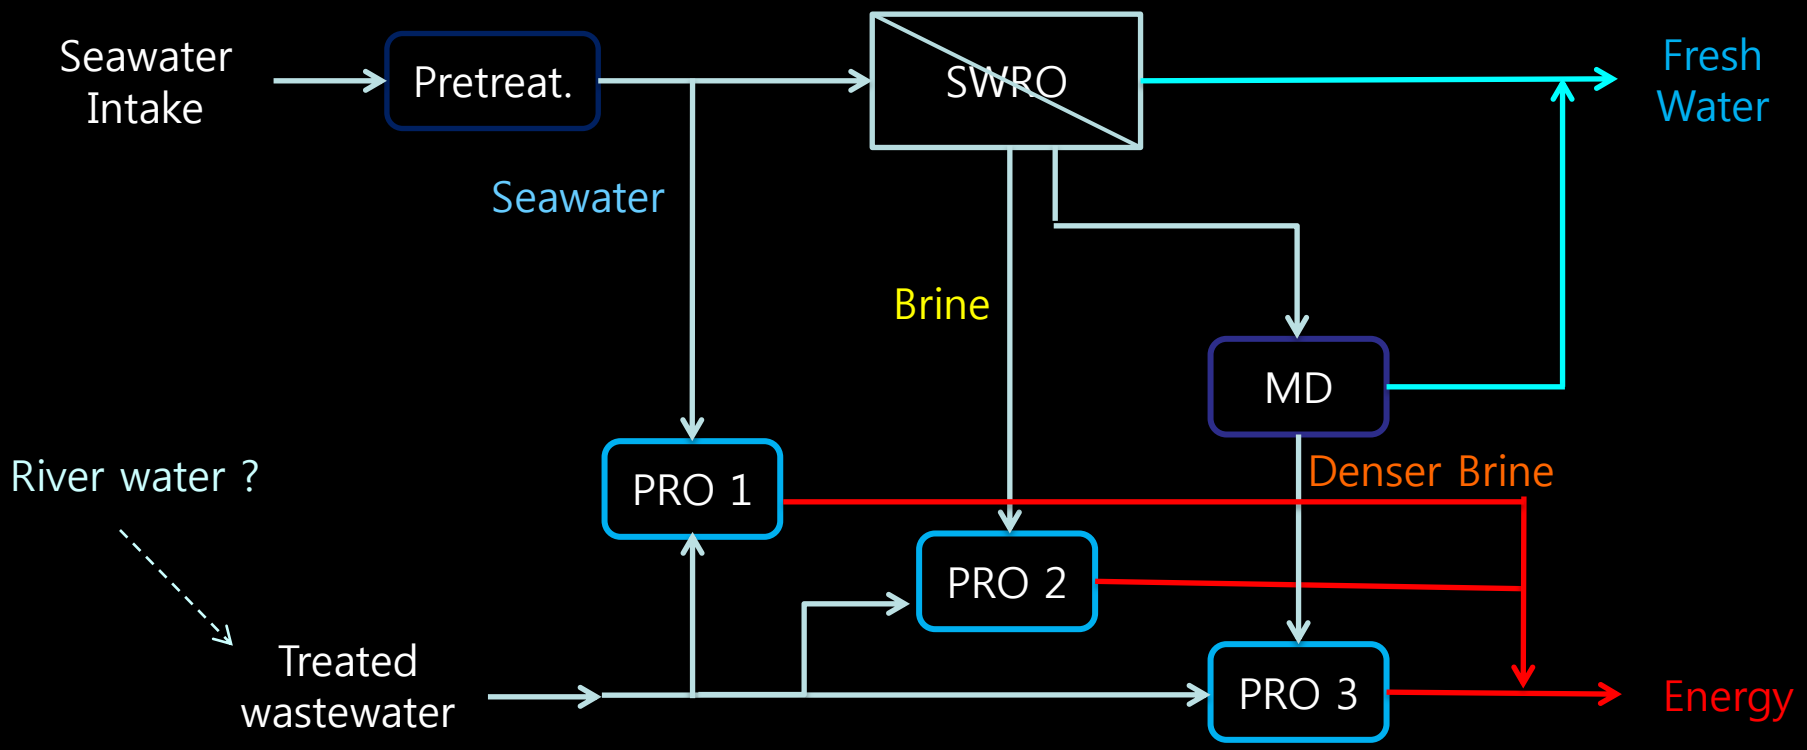 Seawater
Intake
Pretreat.
SWRO
Fresh
Water
Seawater
Brine
MD
River water ?
PRO 1
Denser Brine
PRO 2
Treated
wastewater
PRO 3
Energy